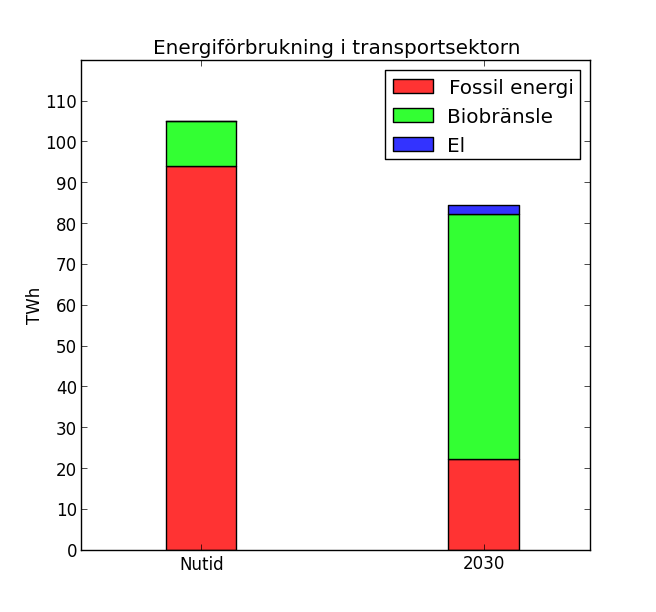 Energiförbrukning i transportsektorn
Fossil energi
Biobränsle
El
TWh
110
100
90
80
70
60
50
40
30
20
10
0
Nutid
2030